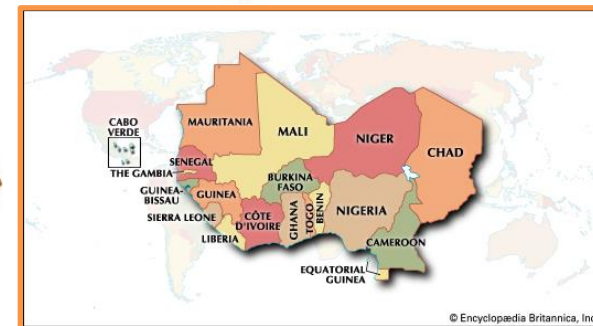 CABO
VERDE
MAURITANIA
MALI
NIGER
CHAD
SENEGAL
THE GAMBIA
GUINEA-
BISSAU
GUINEA
BURKINA
FASO
SIERRA LEONE
LIBERIA
CÔTE
D'IVOIRE
GHANA
TOGO
BENIN
NIGERIA
CAMEROON
EQUATORIAL
GUINEA
© Encyclopædia Britannica, Inc